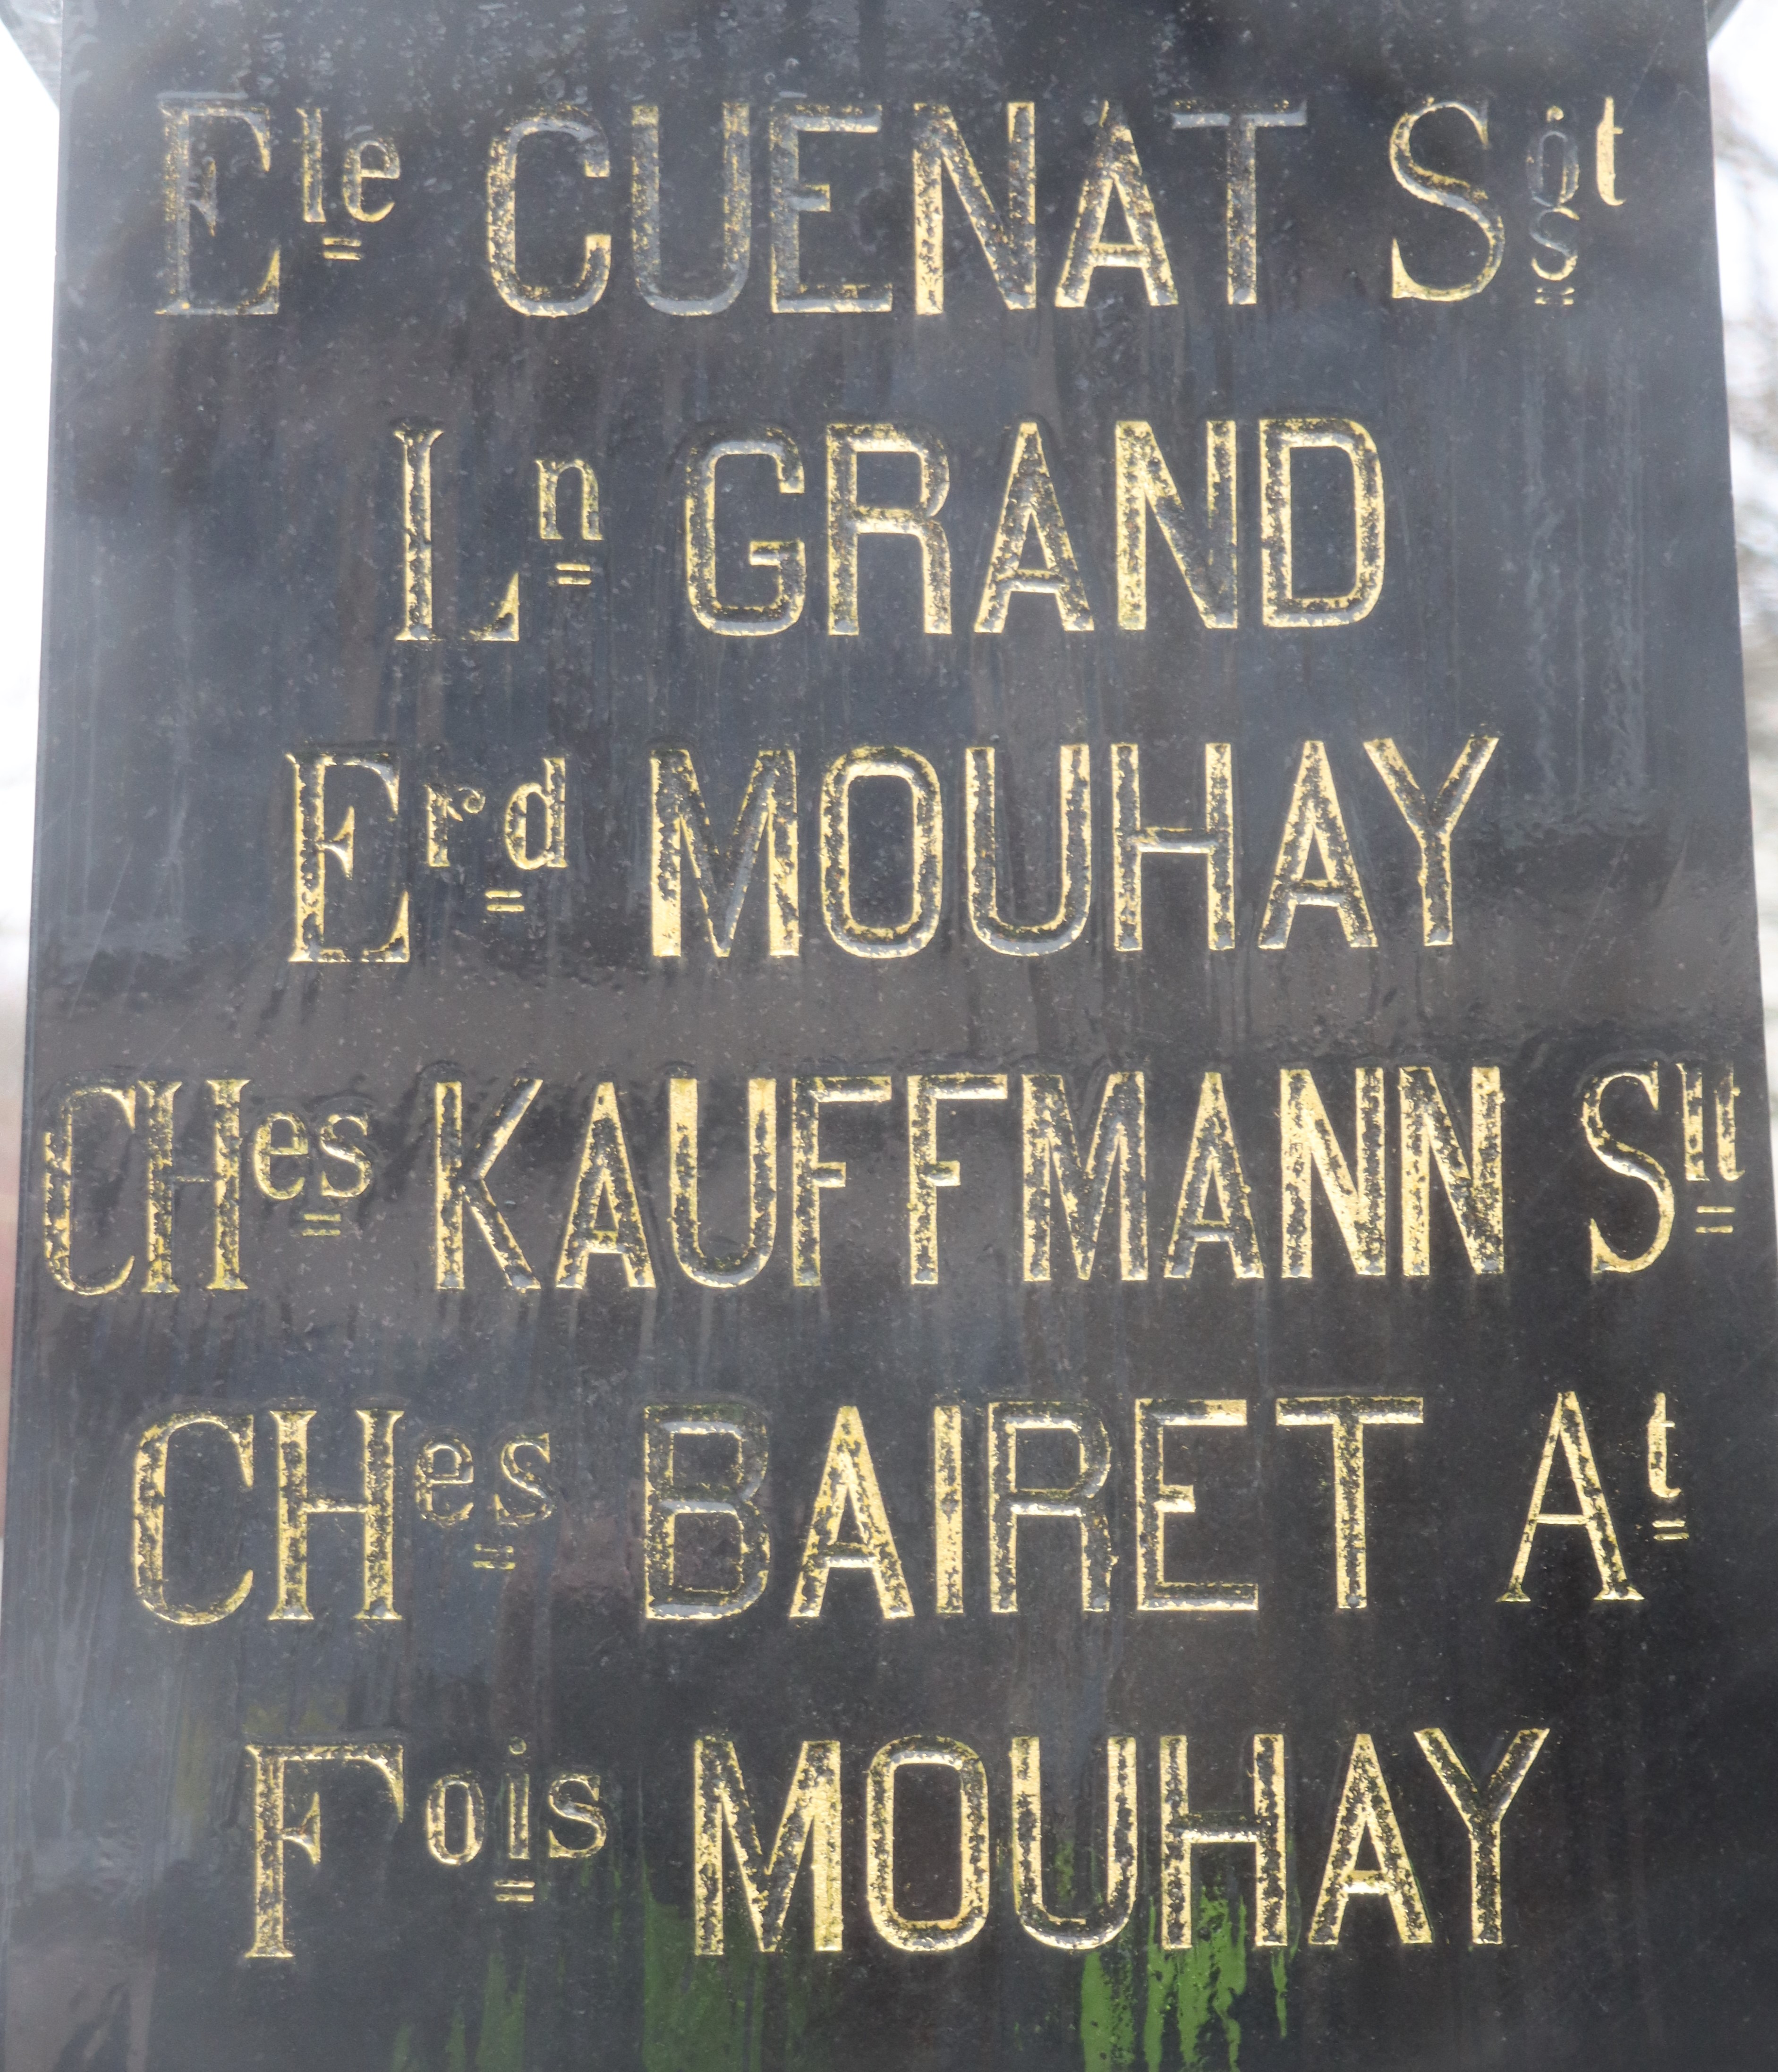 Ele CUENAT Sgt
Ln GRAND
Erd MOUHAY
CHes KAUFFMANN Slt
CHes BAIRET At
Fois MOUHAY